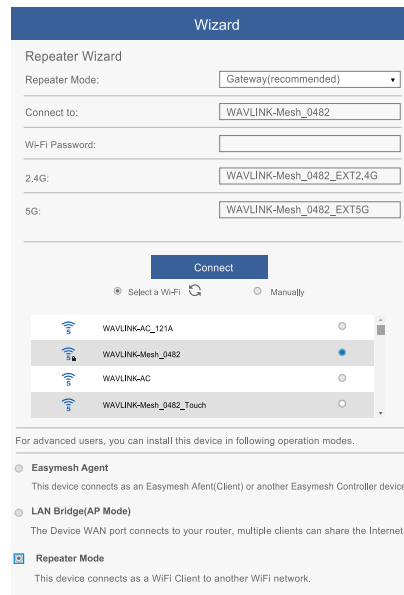 Wizard
Repeater Wizard
Repeater Mode: Gateway(recommended)
Connect to: WAVLINK-Mesh_0482
Wi-Fi Password:
2.4G: WAVLINK-Mesh_0482_EXT2,4G
5G: WAVLINK-Mesh_0482_EXT5G
Connect
Select a Wi-Fi Manually
5 WAVLINK-AC_121A
5 WAVLINK-Mesh_0482
5 WAVLINK-AC
5 WAVLINK-Mesh_0482_Touch
For advanced users, you can install this device in following operation modes.
Easymesh Agent
This device connects as an Easymesh Afent(Client) or another Easymesh Controller device
LAN Bridge(AP Mode)
The Device WAN port connects to your router, multiple clients can share the Internet
Repeater Mode
This device connects as a WiFi Client to another WiFi network.